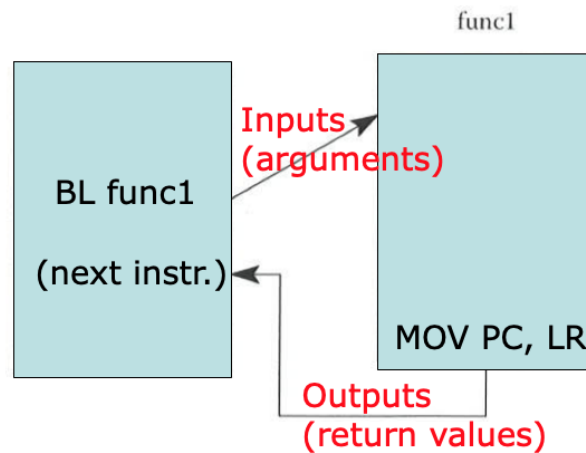 func1
Inputs
(arguments)
BL func1
(next instr.)
MOV PC, LR
Outputs
(return values)